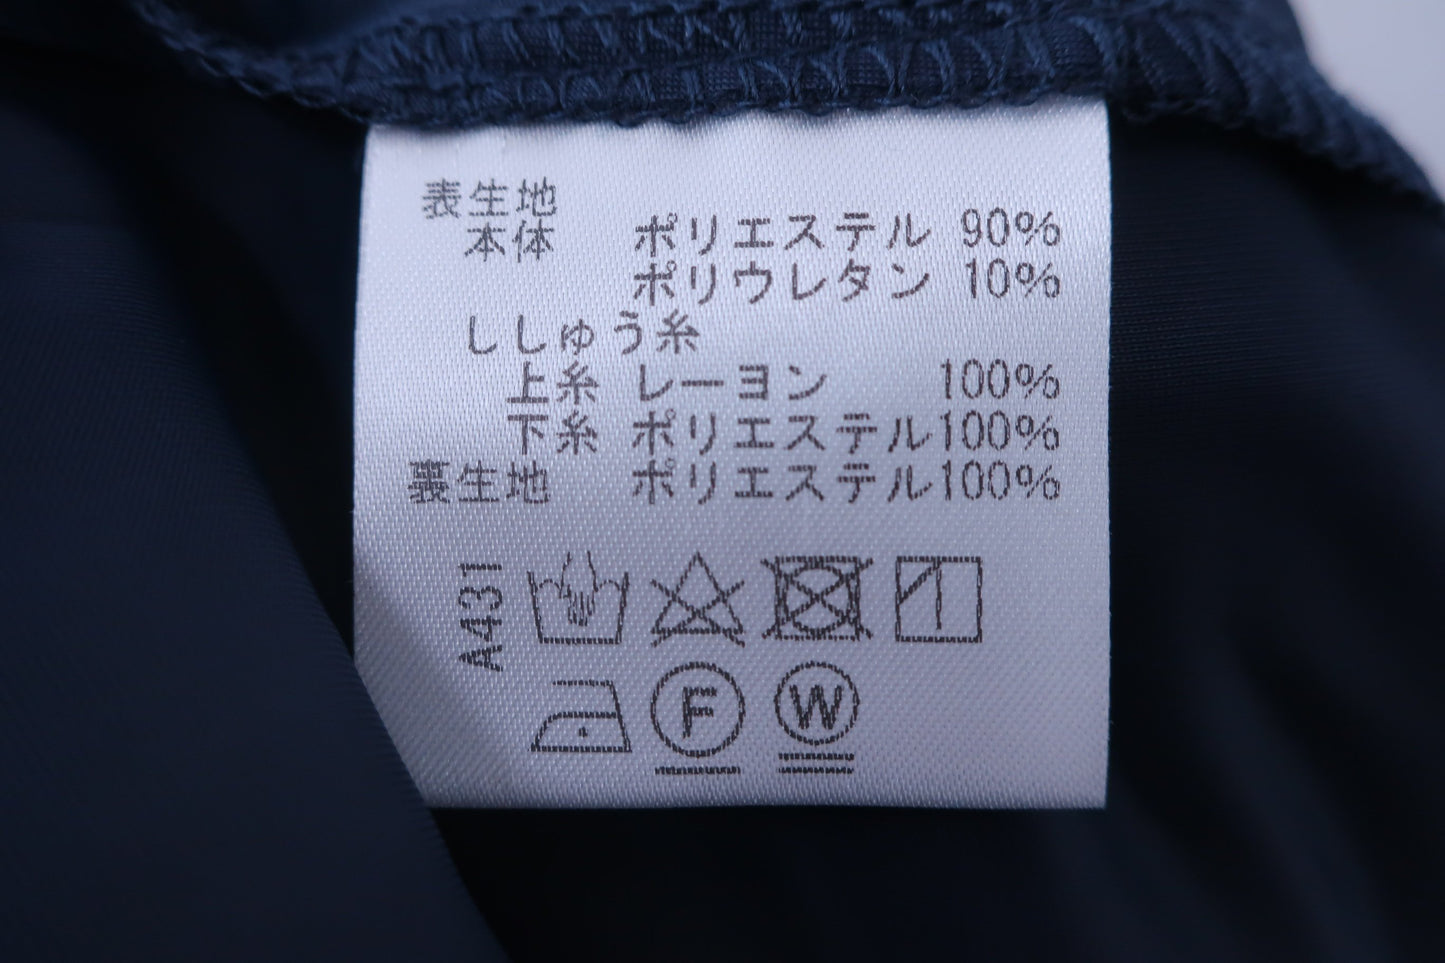 表生地
本体 ポリエステル 90%
ポリウレタン 10%
ししゅう糸
上糸 レーヨン 100%
下糸 ポリエステル100%
裏生地 ポリエステル100%
A431
F W